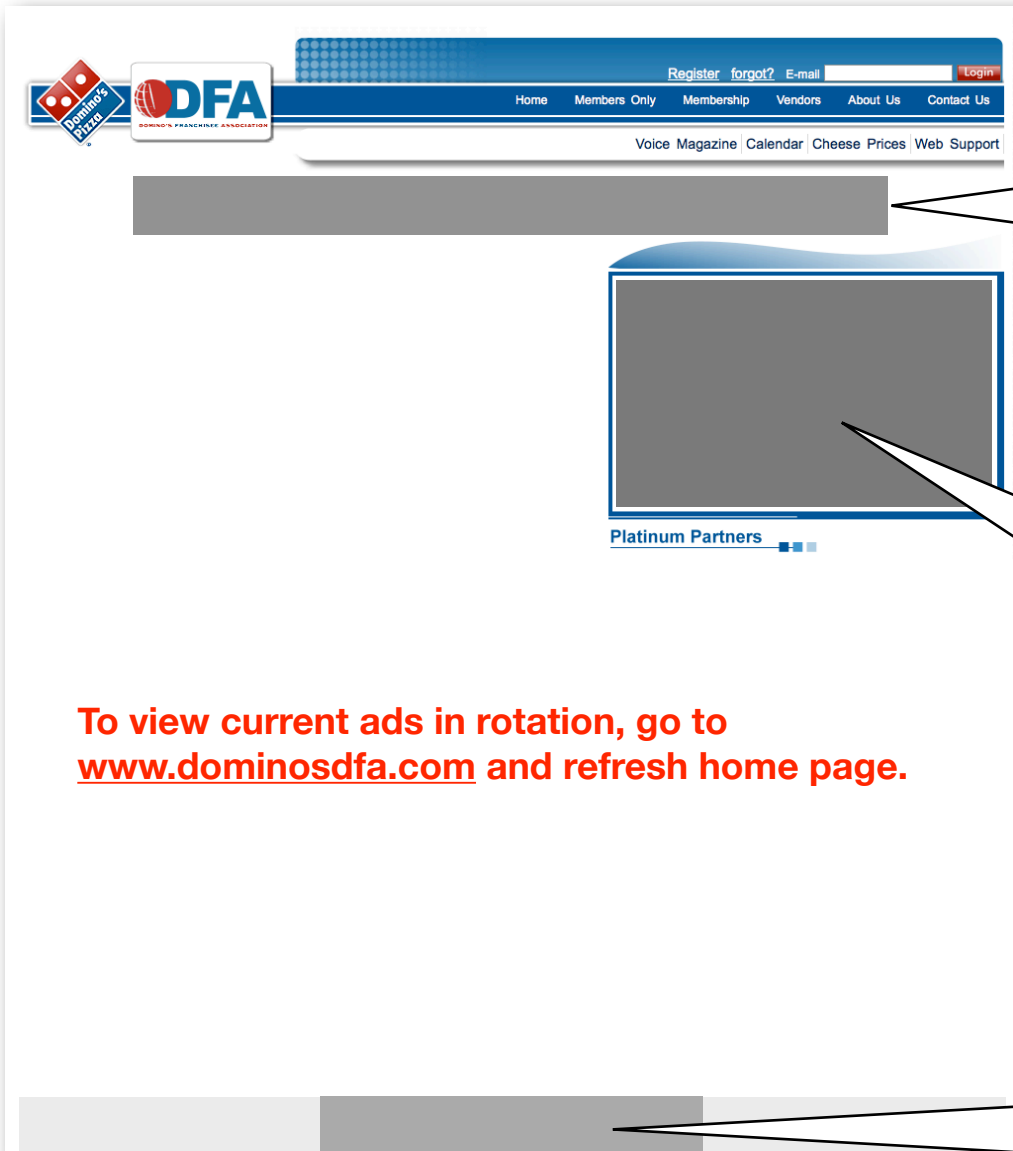 Register forgot? E-mail Login
Domino's
Pizza
DFA
DOMINO'S FRANCHISEE ASSOCIATION
Home Members Only Membership Vendors About Us Contact Us
Voice Magazine Calendar Cheese Prices Web Support
Platinum Partners
To view current ads in rotation, go to
www.dominosdfa.com and refresh home page.